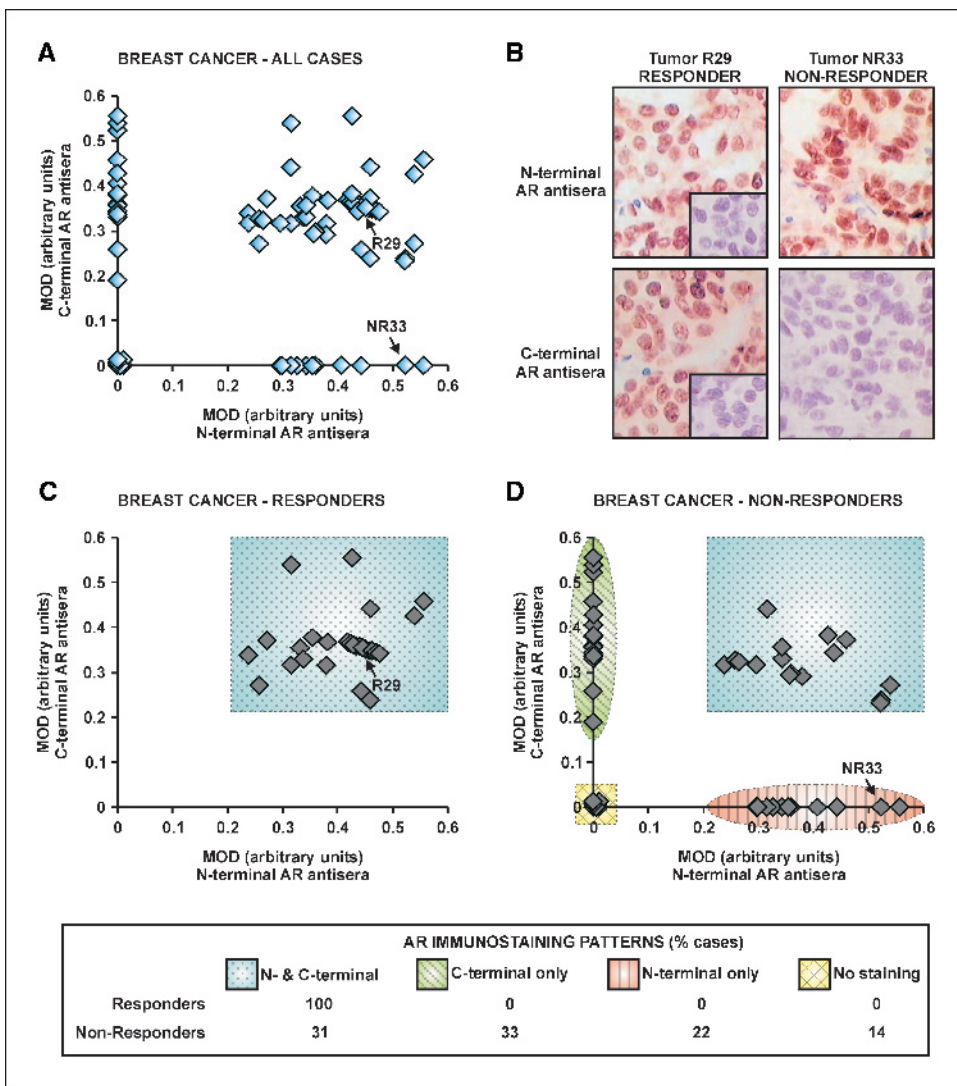 A
BREAST CANCER - ALL CASES
0.6
0.5
0.4
0.3
0.2
0.1
0
MOD (arbitrary units)
C-terminal AR antisera
R29
NR33
0 0.1 0.2 0.3 0.4 0.5 0.6
MOD (arbitrary units)
N-terminal AR antisera
B
Tumor R29
RESPONDER
Tumor NR33
NON-RESPONDER
N-terminal
AR antisera
C-terminal
AR antisera
C
BREAST CANCER - RESPONDERS
0.6
0.5
0.4
0.3
0.2
0.1
0
MOD (arbitrary units)
C-terminal AR antisera
R29
0 0.1 0.2 0.3 0.4 0.5 0.6
MOD (arbitrary units)
N-terminal AR antisera
D
BREAST CANCER - NON-RESPONDERS
0.6
0.5
0.4
0.3
0.2
0.1
0
MOD (arbitrary units)
C-terminal AR antisera
NR33
0 0.1 0.2 0.3 0.4 0.5 0.6
MOD (arbitrary units)
N-terminal AR antisera
AR IMMUNOSTAINING PATTERNS (% cases)
N- & C-terminal C-terminal only N-terminal only No staining
Responders 100 0 0 0
Non-Responders 31 33 22 14